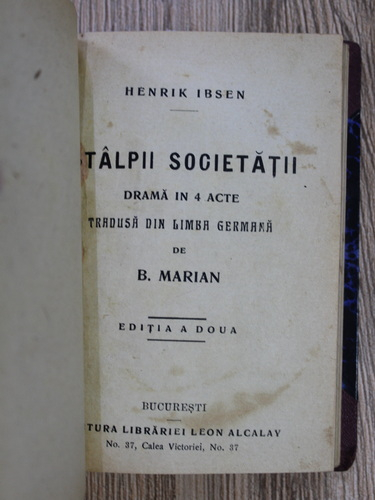 HENRIK IBSEN
TÂLPII SOCIETĂȚII
DRAMĂ IN 4 ACTE
TRADUSĂ DIN LIMBA GERMANĂ
DE
B. MARIAN
EDIȚIA A DOUA
BUCUREȘTI
TURA LIBRĂRIEI LEON ALCALAY
No. 37, Calea Victoriei, No. 37